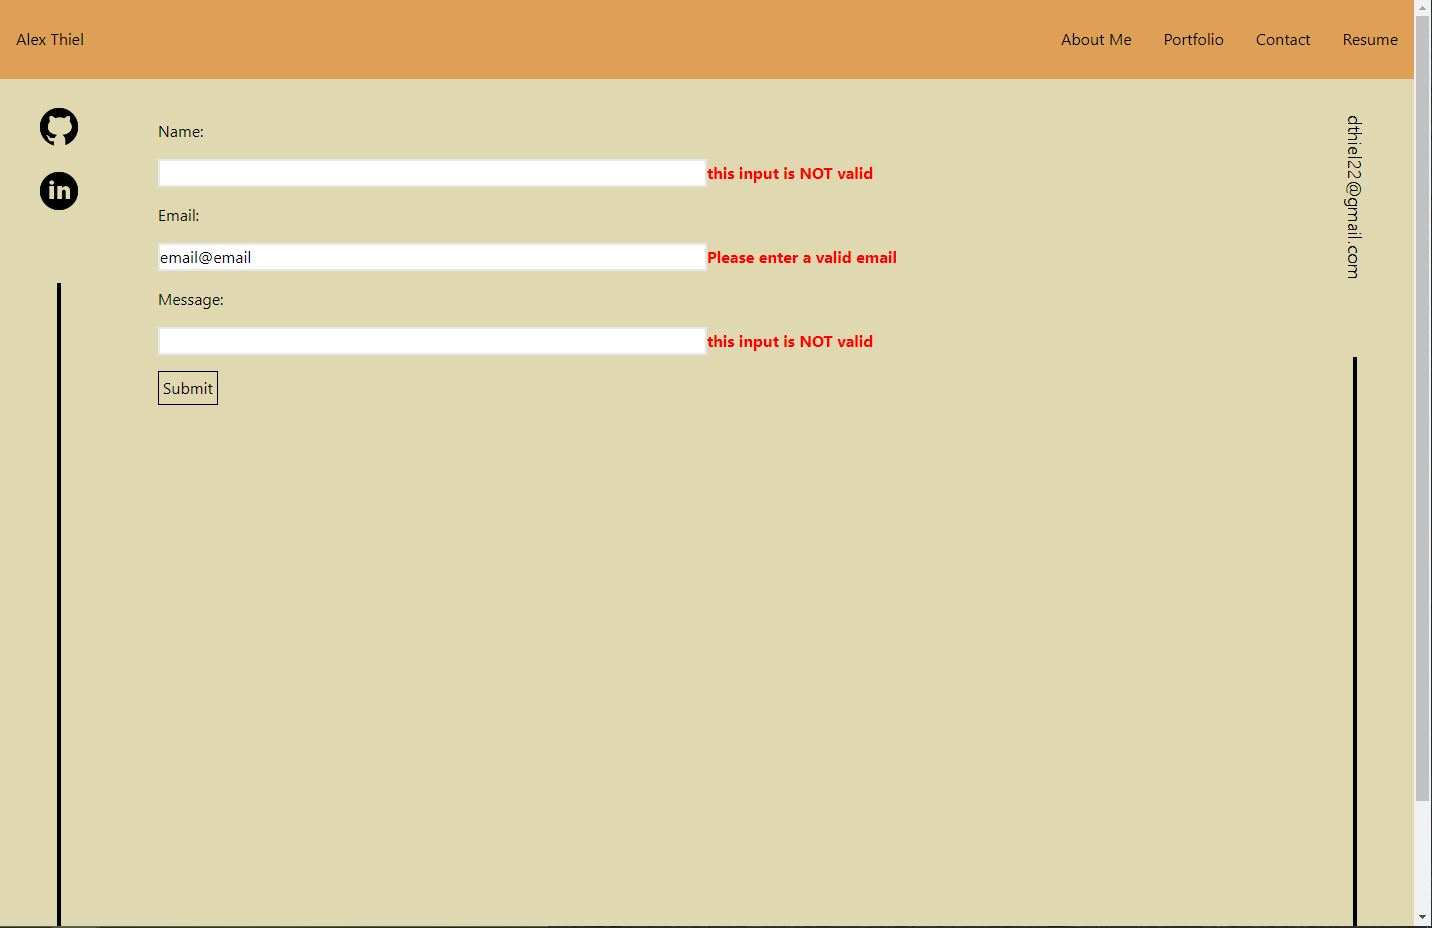 Alex Thiel
About Me Portfolio Contact Resume
in
Name:
this input is NOT valid
Email:
email@email Please enter a valid email
Message:
this input is NOT valid
Submit
dthiel22@gmail.com